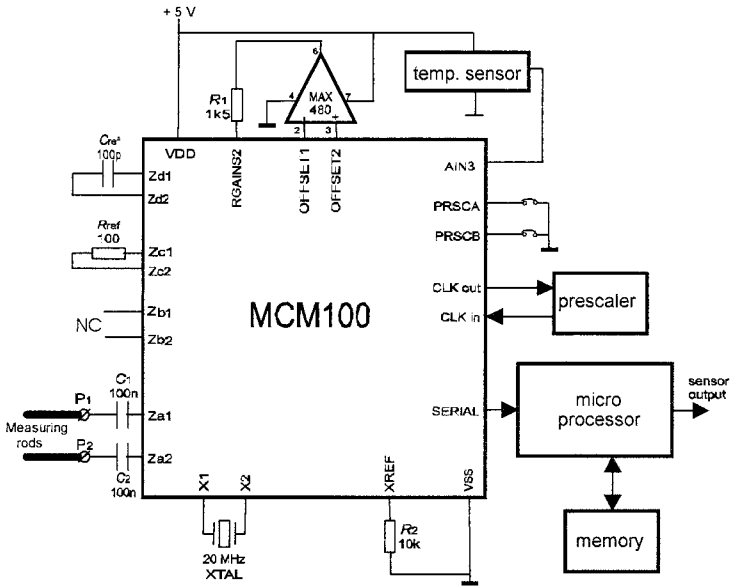 + 5 V
6
temp. sensor
R1
1k5
4
MAX
480
7
2
3
- +
Cref
100p
VDD
RGAINS2
OFFSET1
OFFSET2
AIN3
Zd1
Zd2
PRSCA
PRSCB
Rref
100
Zc1
Zc2
CLK out
CLK in
prescaler
NC
Zb1
Zb2
MCM100
C1
100n
P1
Za1
Measuring
rods
P2
Za2
C2
100n
SERIAL
micro
processor
sensor
output
X1
X2
XREF
VSS
20 MHz
XTAL
R2
10k
memory